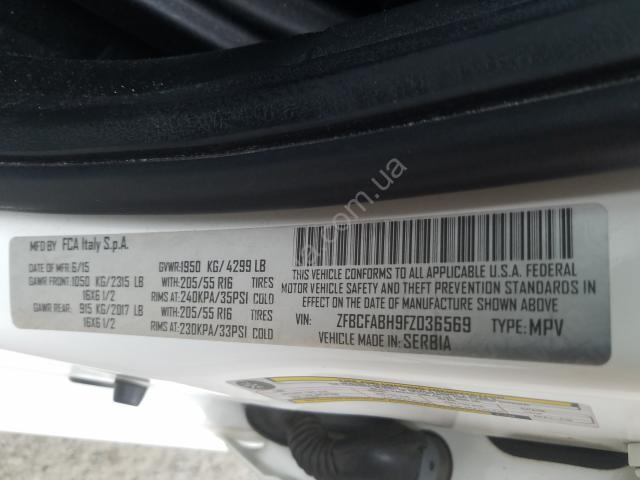 MFD BY FCA Italy S.p.A.
DATE OF MFR: 6/15 GVWR: 1950 KG/ 4299 LB
GAWR FRONT: 1050 KG/2315 LB WITH 205/55 R16 TIRES
16X6 1/2 RIMS AT: 240KPA/35PSI COLD
GAWR REAR: 915 KG/2017 LB WITH 205/55 R16 TIRES
16X6 1/2 RIMS AT: 230KPA/33PSI COLD
THIS VEHICLE CONFORMS TO ALL APPLICABLE U.S.A. FEDERAL
MOTOR VEHICLE SAFETY, BUMPER, AND THEFT PREVENTION STANDARDS
IN EFFECT ON THE DATE OF MANUFACTURE SHOWN ABOVE
VIN: ZFBCFABH9FZ036569 TYPE: MPV
VEHICLE MADE IN: SERBIA